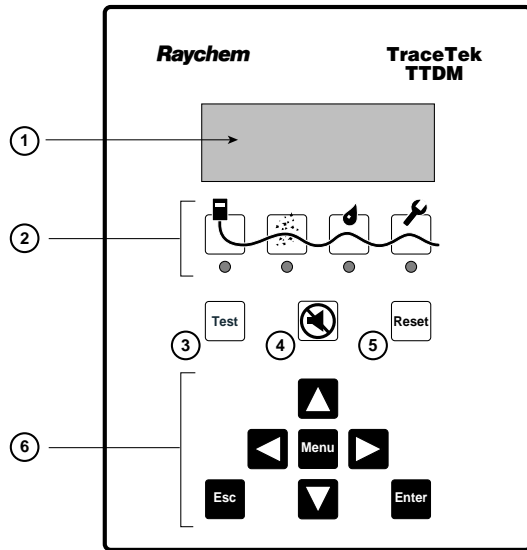 Raychem
TraceTek
TTDM
1
2
Test
3
4
Reset
5
6
Menu
Esc
Enter